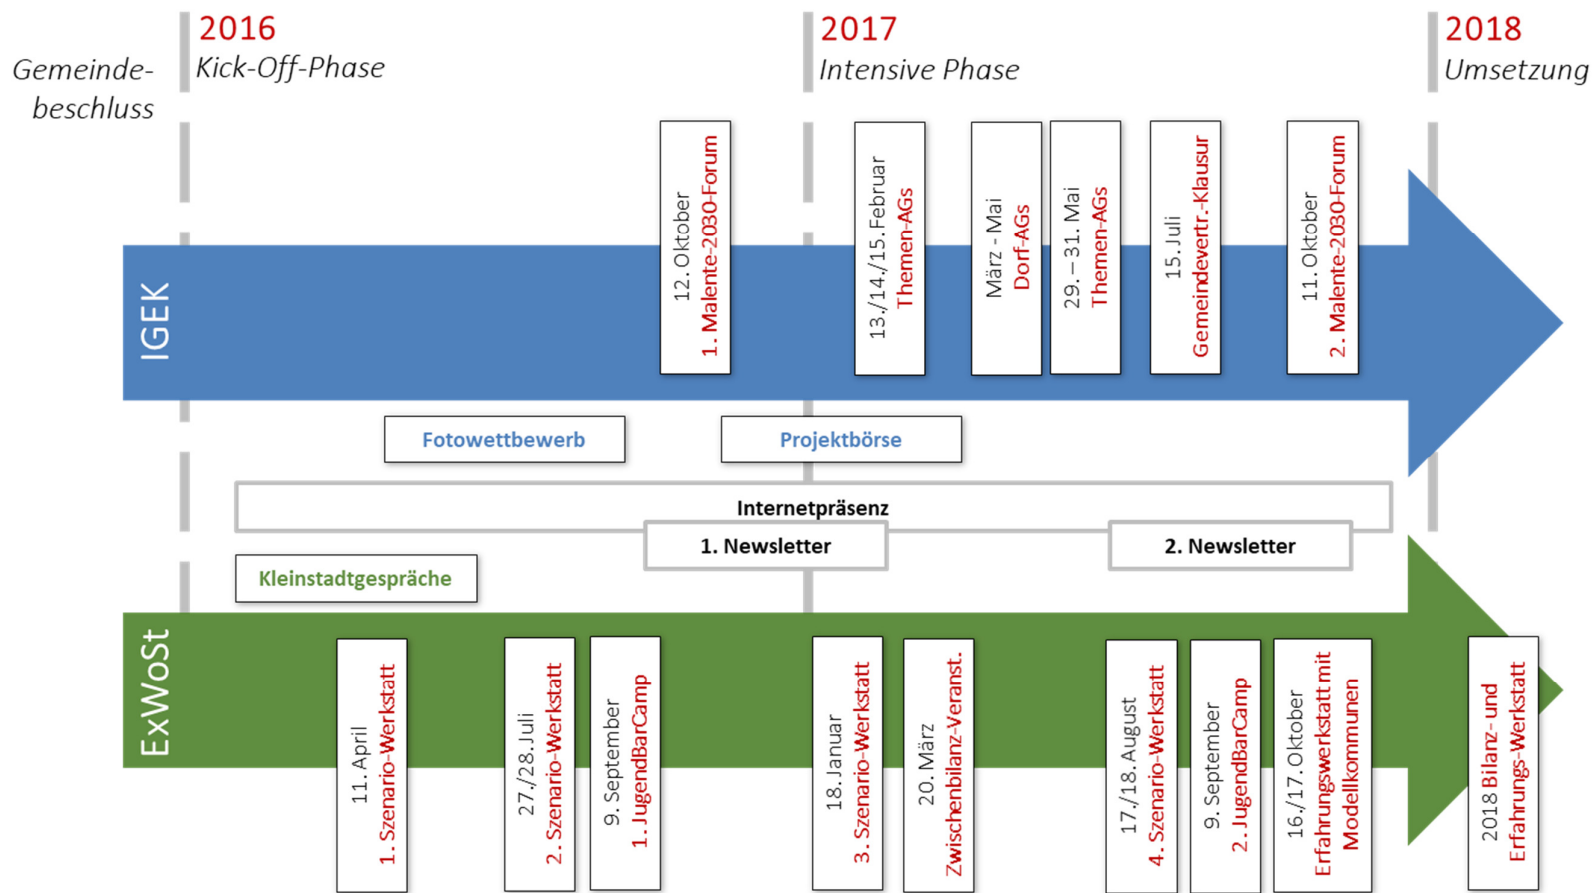 Gemeinde-
beschluss
2016
Kick-Off-Phase
2017
Intensive Phase
2018
Umsetzung
IGEK
12. Oktober
1. Malente-2030-Forum
13./14./15. Februar
Themen-AGs
März - Mai
Dorf-AGs
29. – 31. Mai
Themen-AGs
15. Juli
Gemeindevertr.-Klausur
11. Oktober
2. Malente-2030-Forum
Fotowettbewerb
Projektbörse
Internetpräsenz
1. Newsletter
2. Newsletter
Kleinstadtgespräche
ExWoSt
11. April
1. Szenario-Werkstatt
27./28. Juli
2. Szenario-Werkstatt
9. September
1. JugendBarCamp
18. Januar
3. Szenario-Werkstatt
20. März
Zwischenbilanz-Veranst.
17./18. August
4. Szenario-Werkstatt
9. September
2. JugendBarCamp
16./17. Oktober
Erfahrungswerkstatt mit
Modellkommunen
2018 Bilanz- und
Erfahrungs-Werkstatt